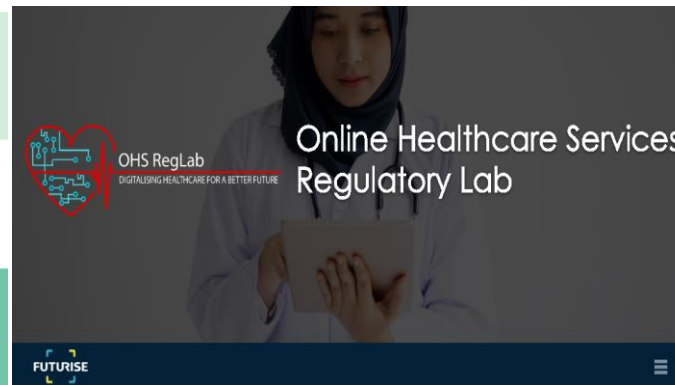 OHS RegLab
DIGITALISING HEALTHCARE FOR A BETTER FUTURE
Online Healthcare Services
Regulatory Lab
FUTURISE